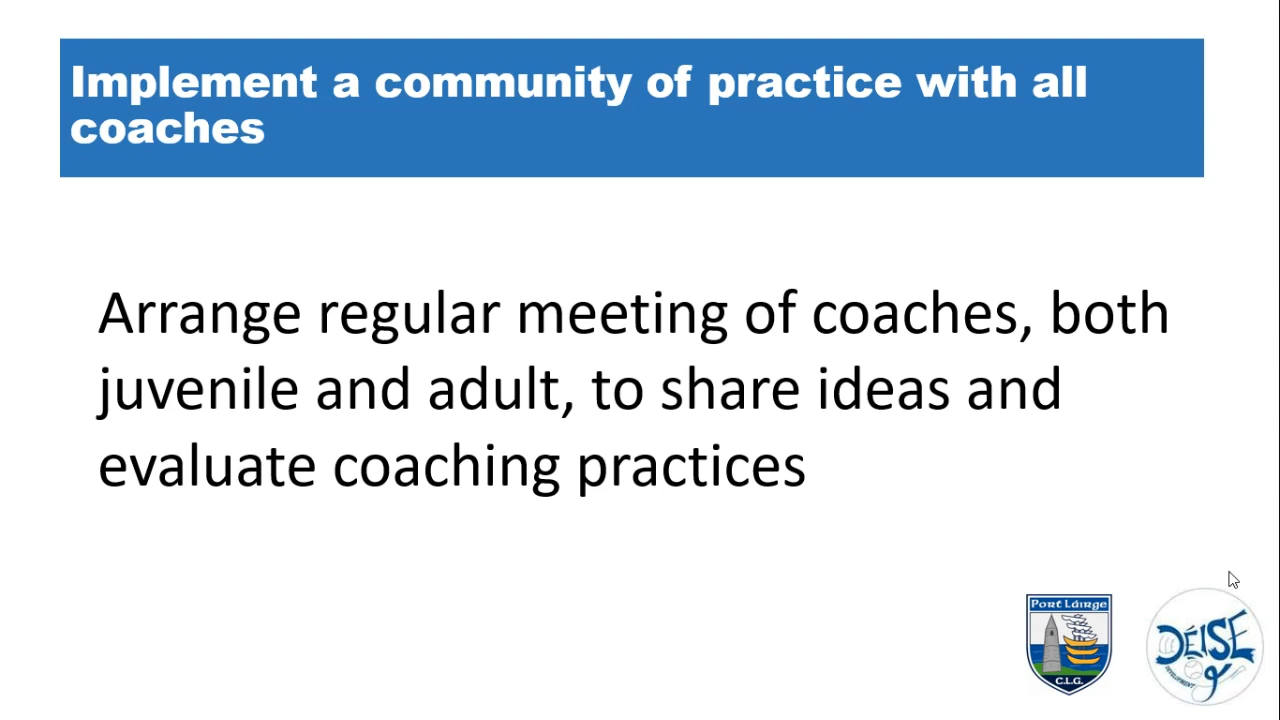 Implement a community of practice with all
coaches
Arrange regular meeting of coaches, both
juvenile and adult, to share ideas and
evaluate coaching practices
Port Láirge
C.L.G.
DÉISE
DEVELOPMENT